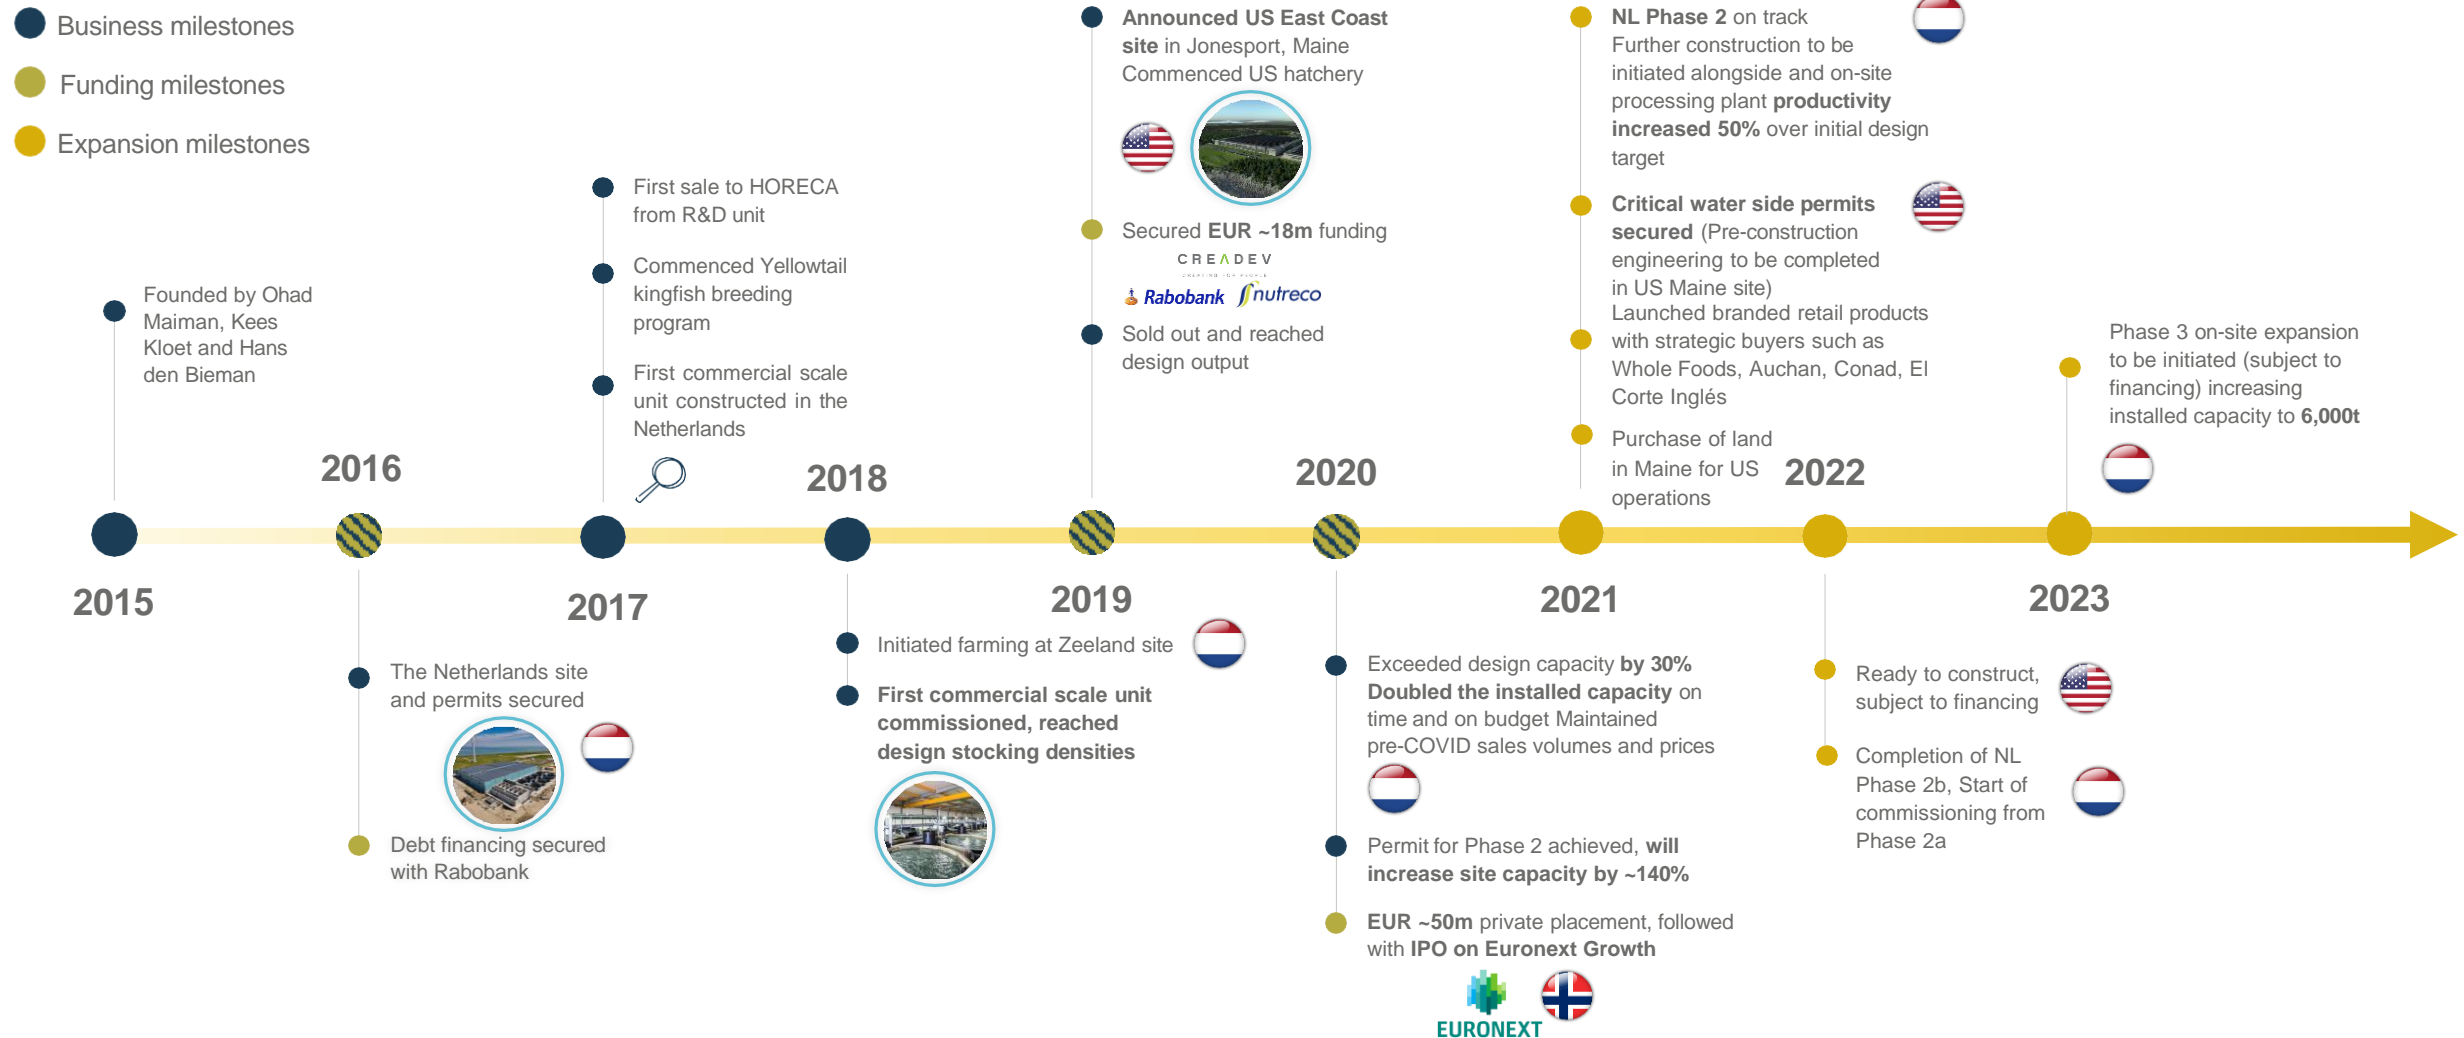 Business milestones
Funding milestones
Expansion milestones
Founded by Ohad
Maiman, Kees
Kloet and Hans
den Bieman
2015
2016
The Netherlands site
and permits secured
Debt financing secured
with Rabobank
First sale to HORECA
from R&D unit
Commenced Yellowtail
kingfish breeding
program
First commercial scale
unit constructed in the
Netherlands
2017
2018
Initiated farming at Zeeland site
First commercial scale unit
commissioned, reached
design stocking densities
Announced US East Coast
site in Jonesport, Maine
Commenced US hatchery
Secured EUR ~18m funding
CREADEV
CREATING FOR PEOPLE
Rabobank
nutreco
Sold out and reached
design output
2019
2020
Exceeded design capacity by 30%
Doubled the installed capacity on
time and on budget Maintained
pre-COVID sales volumes and prices
Permit for Phase 2 achieved, will
increase site capacity by ~140%
EUR ~50m private placement, followed
with IPO on Euronext Growth
EURONEXT
NL Phase 2 on track
Further construction to be
initiated alongside and on-site
processing plant productivity
increased 50% over initial design
target
Critical water side permits
secured (Pre-construction
engineering to be completed
in US Maine site)
Launched branded retail products
with strategic buyers such as
Whole Foods, Auchan, Conad, El
Corte Inglés
Purchase of land
in Maine for US
operations
2021
2022
Ready to construct,
subject to financing
Completion of NL
Phase 2b, Start of
commissioning from
Phase 2a
Phase 3 on-site expansion
to be initiated (subject to
financing) increasing
installed capacity to 6,000t
2023